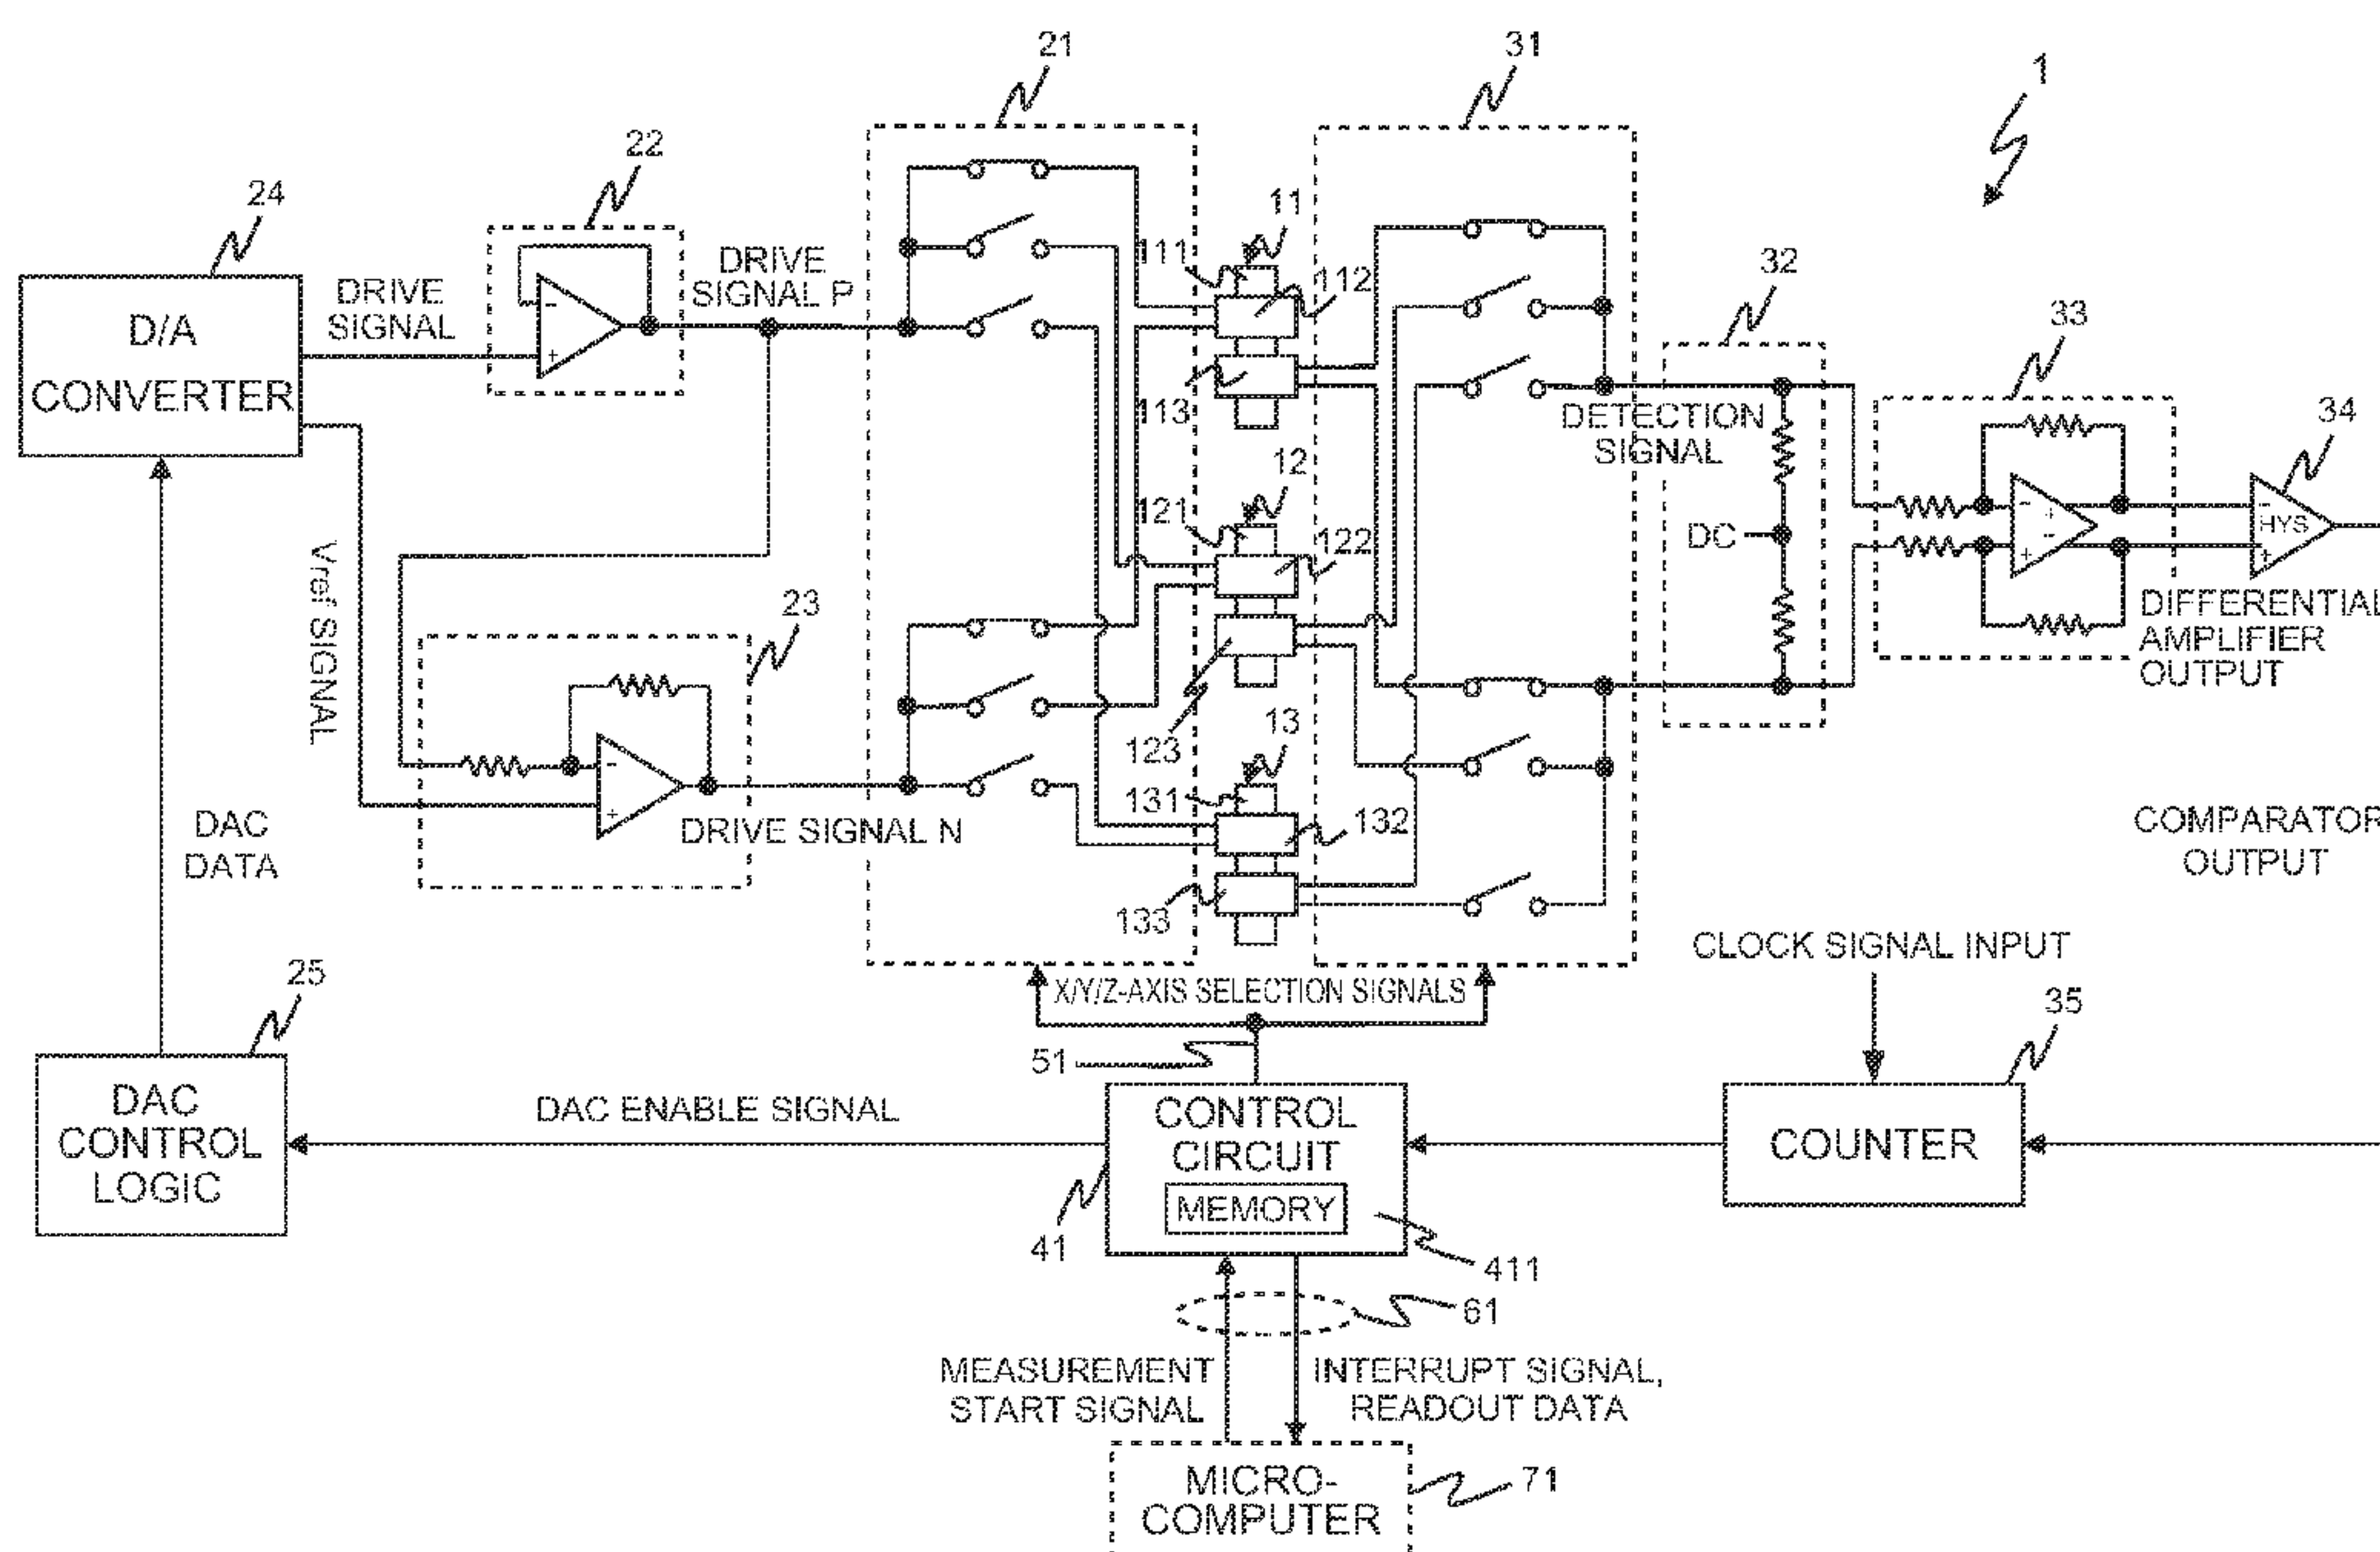 21
31
1
22
24
11
111
112
32
33
34
DRIVE
SIGNAL
DRIVE
SIGNAL P
D/A
CONVERTER
113
DETECTION
SIGNAL
12
121
122
DC
HYS
Vref SIGNAL
23
DIFFERENTIAL
AMPLIFIER
OUTPUT
123
13
131
132
133
DRIVE SIGNAL N
DAC
DATA
COMPARATOR
OUTPUT
CLOCK SIGNAL INPUT
X/Y/Z-AXIS SELECTION SIGNALS
25
35
51
DAC
CONTROL
LOGIC
DAC ENABLE SIGNAL
CONTROL
CIRCUIT
MEMORY
COUNTER
41
411
61
MEASUREMENT
START SIGNAL
INTERRUPT SIGNAL,
READOUT DATA
MICRO-
COMPUTER
71